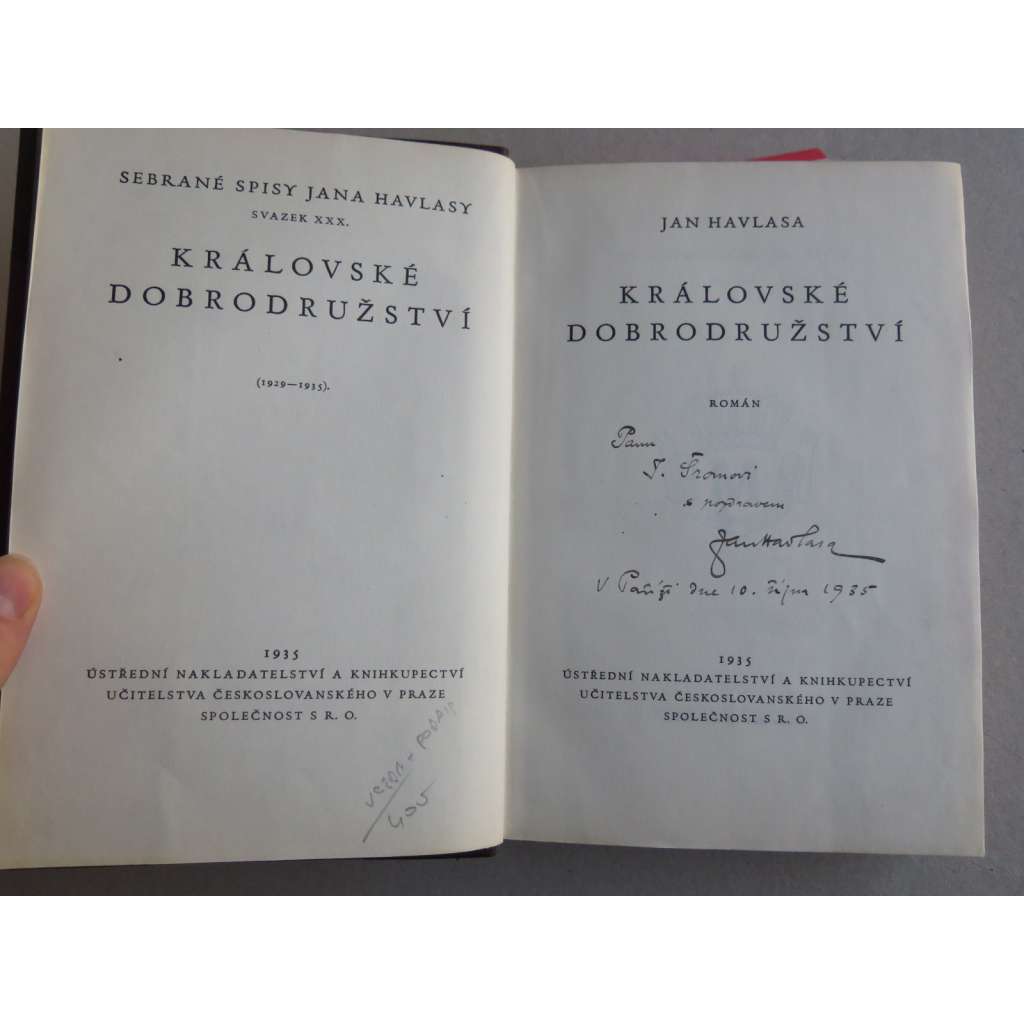 SEBRANÉ SPISY JANA HAVLASY
SVAZEK XXX.
KRÁLOVSKÉ
DOBRODRUŽSTVÍ
(1929—1935).
1935
ÚSTŘEDNÍ NAKLADATELSTVÍ A KNIHKUPECTVÍ
UČITELSTVA ČESKOSLOVANSKÉHO V PRAZE
SPOLEČNOST S R. O.
PODPIS
405
JAN HAVLASA
KRÁLOVSKÉ
DOBRODRUŽSTVÍ
ROMÁN
Panu
Šromovi
s pozdravem
Jan Havlasa
V Paříži dne 10. října 1935
1935
ÚSTŘEDNÍ NAKLADATELSTVÍ A KNIHKUPECTVÍ
UČITELSTVA ČESKOSLOVANSKÉHO V PRAZE
SPOLEČNOST S R. O.